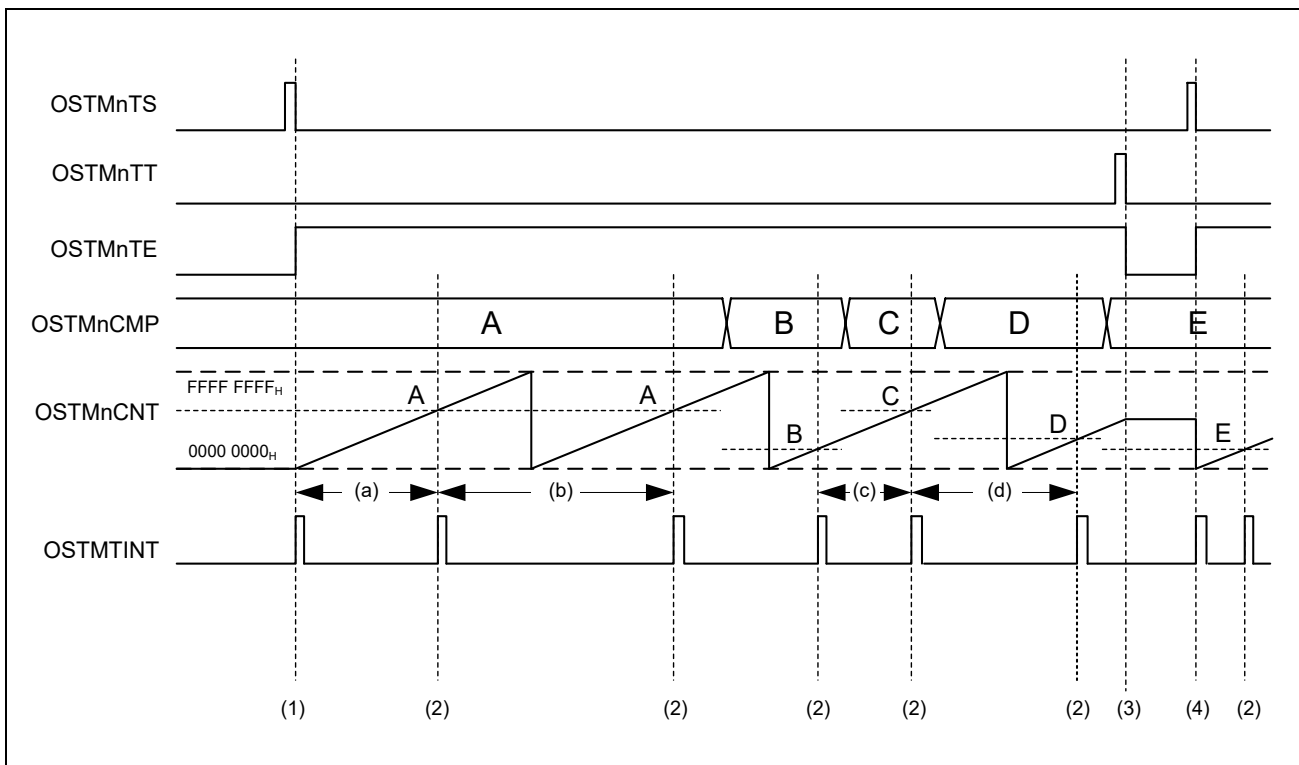 OSTMnTS
OSTMnTT
OSTMnTE
OSTMnCMP
A B C D E
FFFF FFFFH
A A C
OSTMnCNT
D
B E
0000 0000H
(a) (b) (c) (d)
OSTMTINT
(1) (2) (2) (2) (2) (2) (3) (4) (2)